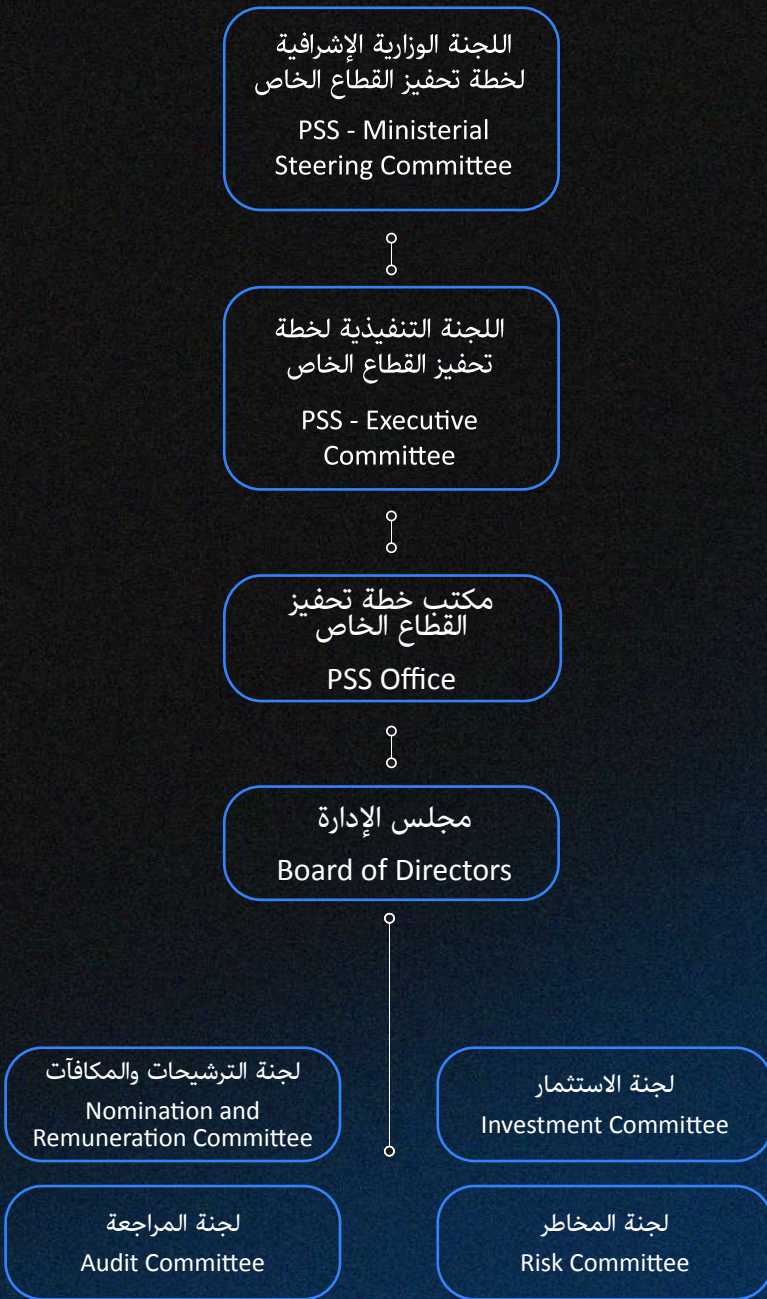 اللجنة الوزارية الإشرافية
لخطة تحفيز القطاع الخاص
PSS - Ministerial
Steering Committee
اللجنة التنفيذية لخطة
تحفيز القطاع الخاص
PSS - Executive
Committee
مكتب خطة تحفيز
القطاع الخاص
PSS Office
مجلس الإدارة
Board of Directors
لجنة الترشيحات والمكافآت
Nomination and
Remuneration Committee
لجنة الاستثمار
Investment Committee
لجنة المراجعة
Audit Committee
لجنة المخاطر
Risk Committee